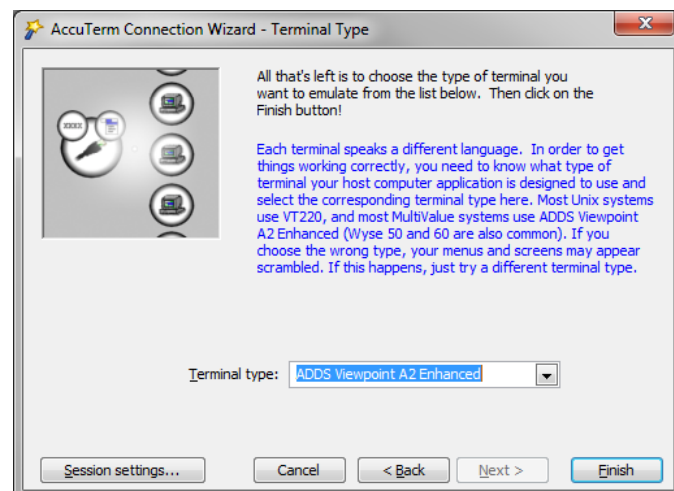 AccuTerm Connection Wizard - Terminal Type
All that's left is to choose the type of terminal you
want to emulate from the list below.  Then click on the
Finish button!
Each terminal speaks a different language.  In order to get
things working correctly, you need to know what type of
terminal your host computer application is designed to use and
select the corresponding terminal type here. Most Unix systems
use VT220, and most MultiValue systems use ADDS Viewpoint
A2 Enhanced (Wyse 50 and 60 are also common). If you
choose the wrong type, your menus and screens may appear
scrambled. If this happens, just try a different terminal type.
XXXX
Terminal type: ADDS Viewpoint A2 Enhanced
Session settings... Cancel < Back Next > Finish